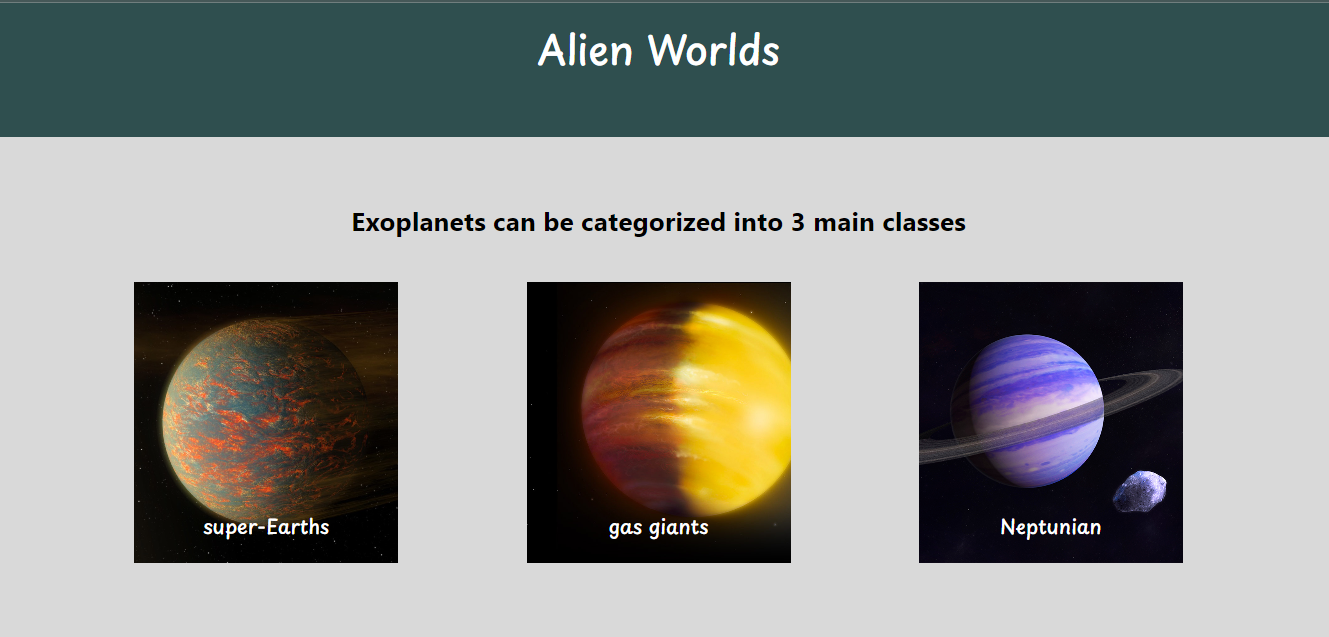 Alien Worlds
Exoplanets can be categorized into 3 main classes
super-Earths
gas giants
Neptunian